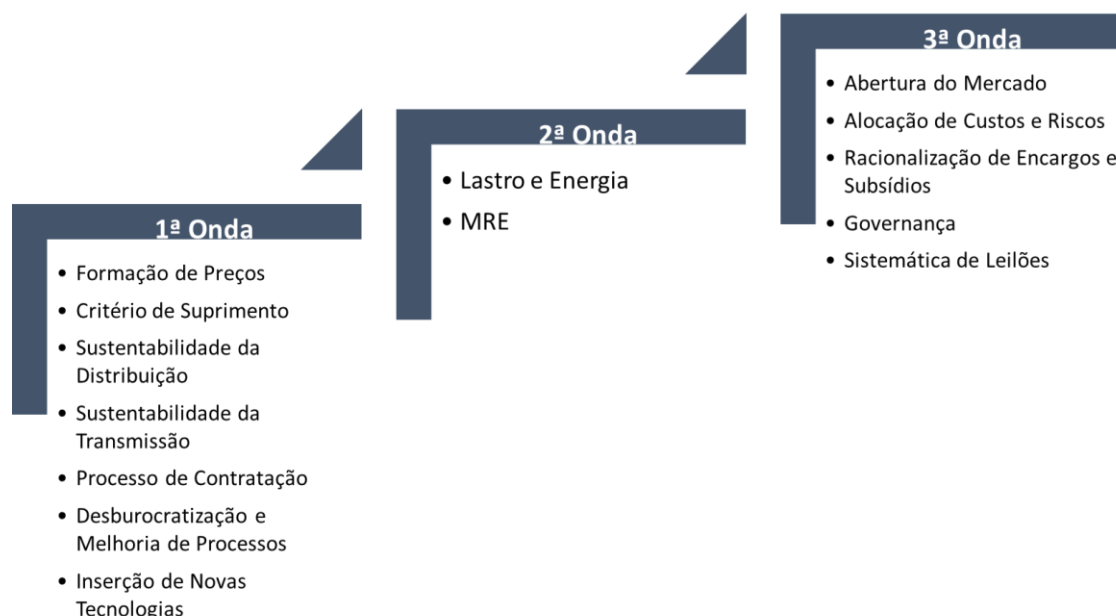 1ª Onda
• Formação de Preços
• Critério de Suprimento
• Sustentabilidade da
Distribuição
• Sustentabilidade da
Transmissão
• Processo de Contratação
• Desburocratização e
Melhoria de Processos
• Inserção de Novas
Tecnologias
2ª Onda
• Lastro e Energia
• MRE
3ª Onda
• Abertura do Mercado
• Alocação de Custos e Riscos
• Racionalização de Encargos e
Subsídios
• Governança
• Sistemática de Leilões